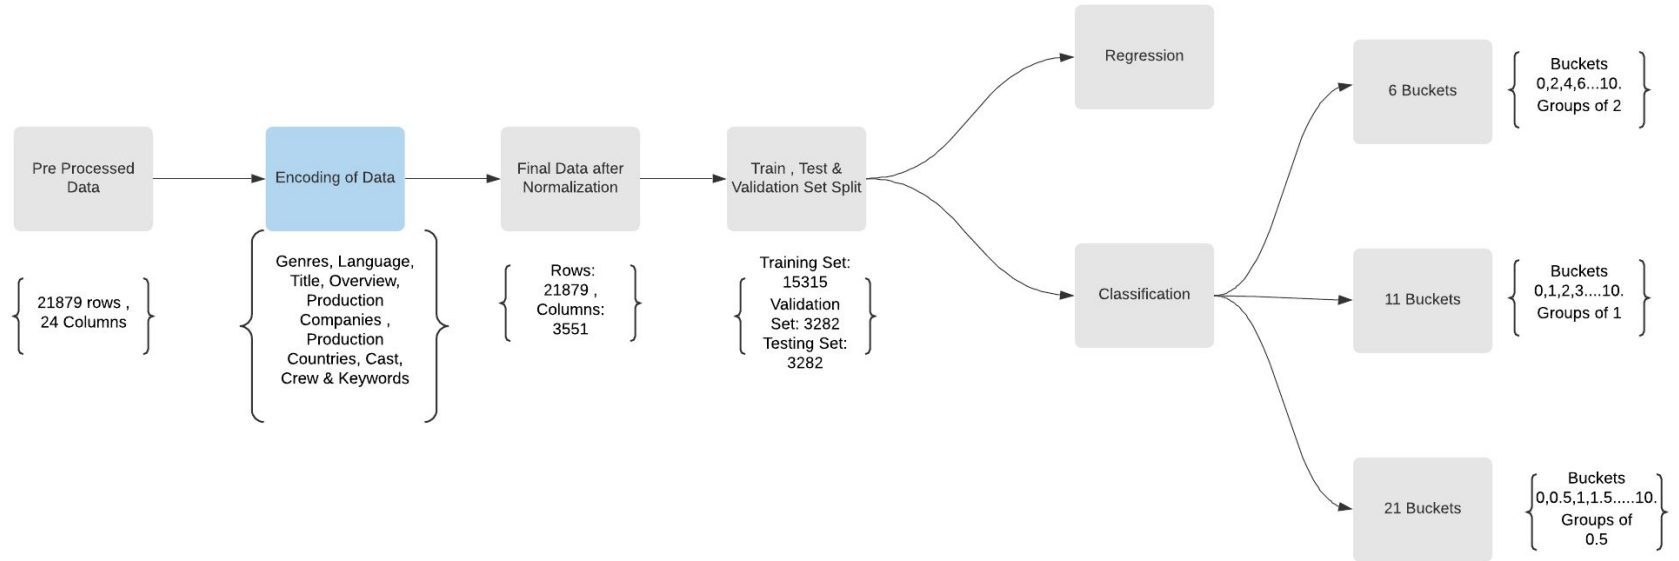 Pre Processed
Data
21879 rows ,
24 Columns
Encoding of Data
Genres, Language,
Title, Overview,
Production
Companies ,
Production
Countries, Cast,
Crew & Keywords
Final Data after
Normalization
Rows:
21879 ,
Columns:
3551
Train , Test &
Validation Set Split
Training Set:
15315
Validation
Set: 3282
Testing Set:
3282
Regression
Classification
6 Buckets
Buckets
0,2,4,6...10.
Groups of 2
11 Buckets
Buckets
0,1,2,3....10.
Groups of 1
21 Buckets
Buckets
0,0.5,1,1.5.....10.
Groups of
0.5